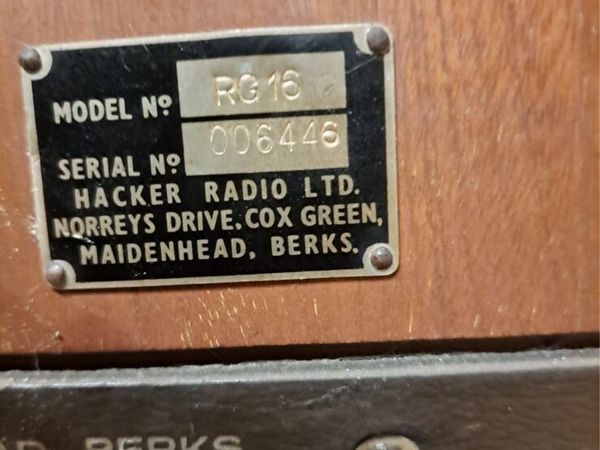 MODEL Nº RG16
SERIAL Nº 006446
HACKER RADIO LTD.
NORREYS DRIVE, COX GREEN,
MAIDENHEAD, BERKS.
BERKS